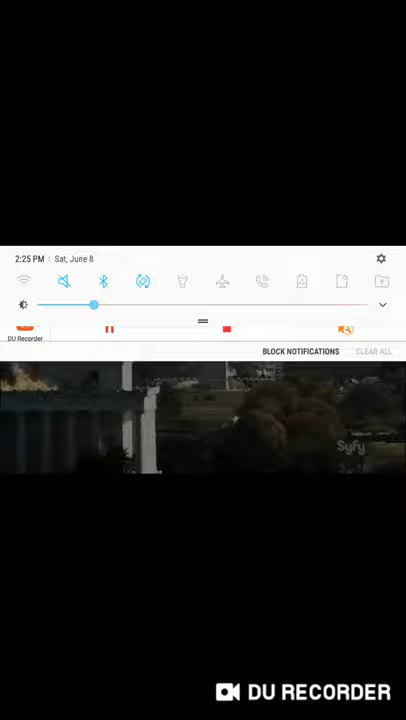 2:25 PM | Sat, June 8
DU Recorder
BLOCK NOTIFICATIONS
CLEAR ALL
Syfy
DU RECORDER